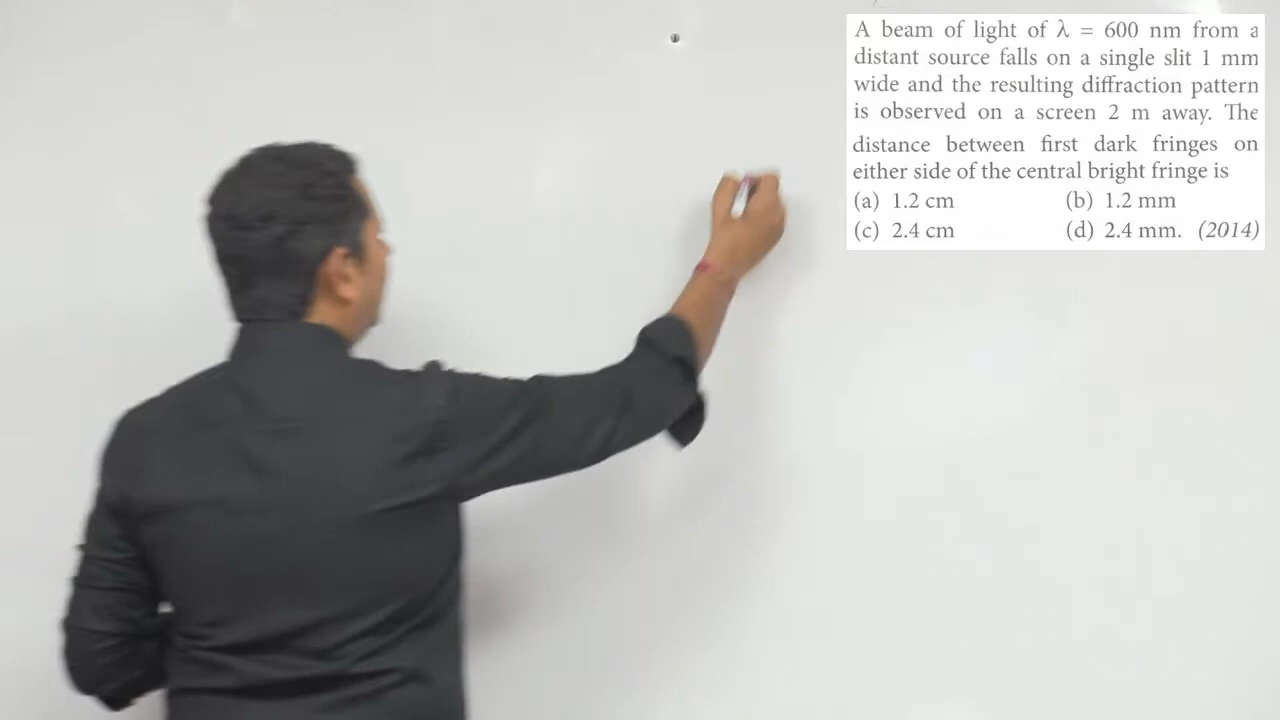 A beam of light of λ = 600 nm from a
distant source falls on a single slit 1 mm
wide and the resulting diffraction pattern
is observed on a screen 2 m away. The
distance between first dark fringes on
either side of the central bright fringe is
(a) 1.2 cm (b) 1.2 mm
(c) 2.4 cm (d) 2.4 mm. (2014)